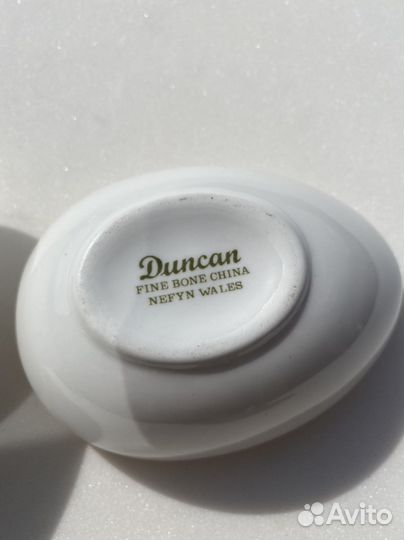 Duncan
FINE BONE CHINA
NEFYN WALES
Avito